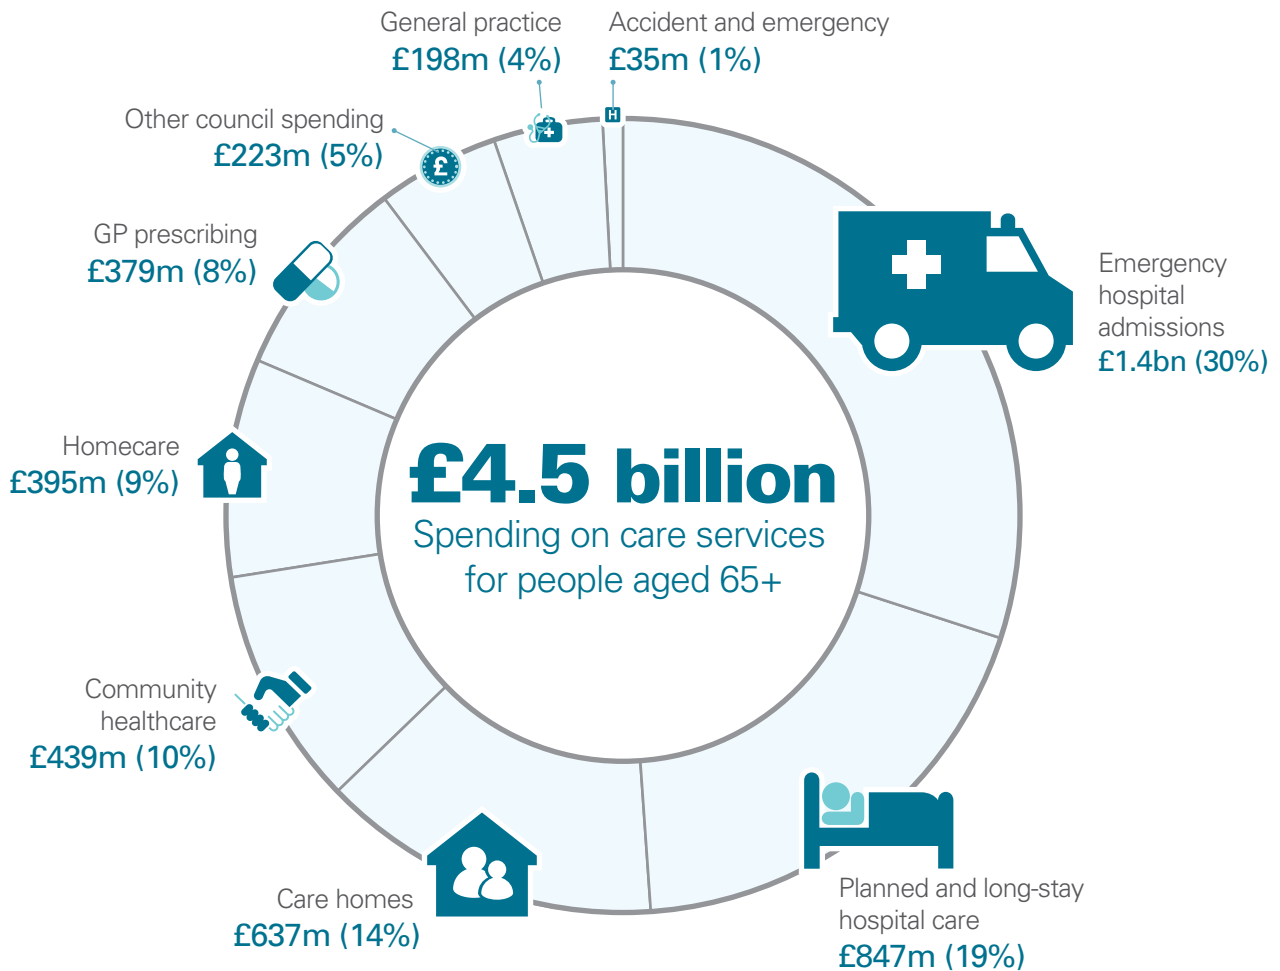 General practice
£198m (4%)
Accident and emergency
£35m (1%)
H
Other council spending
£223m (5%)
£
GP prescribing
£379m (8%)
Emergency
hospital
admissions
£1.4bn (30%)
Homecare
£395m (9%)
£4.5 billion
Spending on care services
for people aged 65+
Community
healthcare
£439m (10%)
Care homes
£637m (14%)
Planned and long-stay
hospital care
£847m (19%)